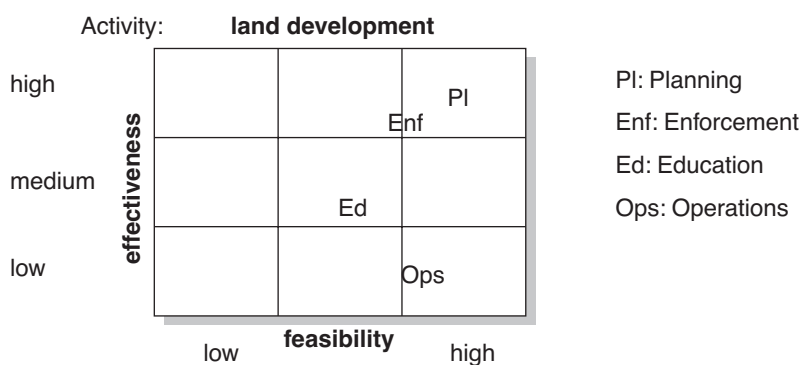 Activity: land development
high
Pl
Enf
medium
effectiveness
Ed
low
Ops
feasibility
low
high
Pl: Planning
Enf: Enforcement
Ed: Education
Ops: Operations